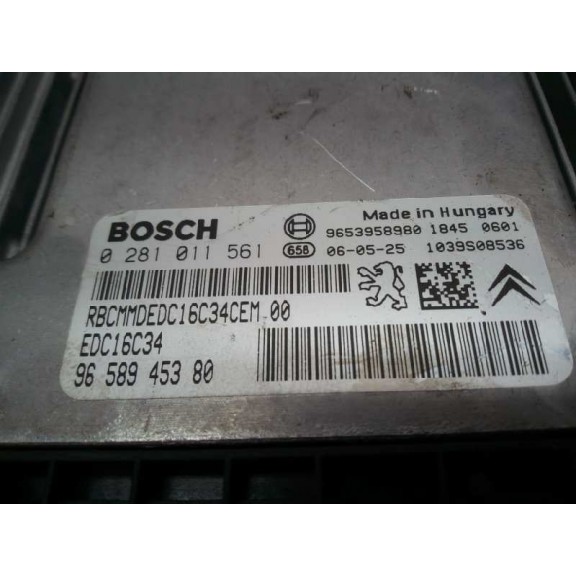 BOSCH
Made in Hungary
9653958980 1845 0601
0 281 011 561
658
06-05-25 1039S08536
RBCMMDEDC16C34CEM 00
EDC16C34
96 589 453 80